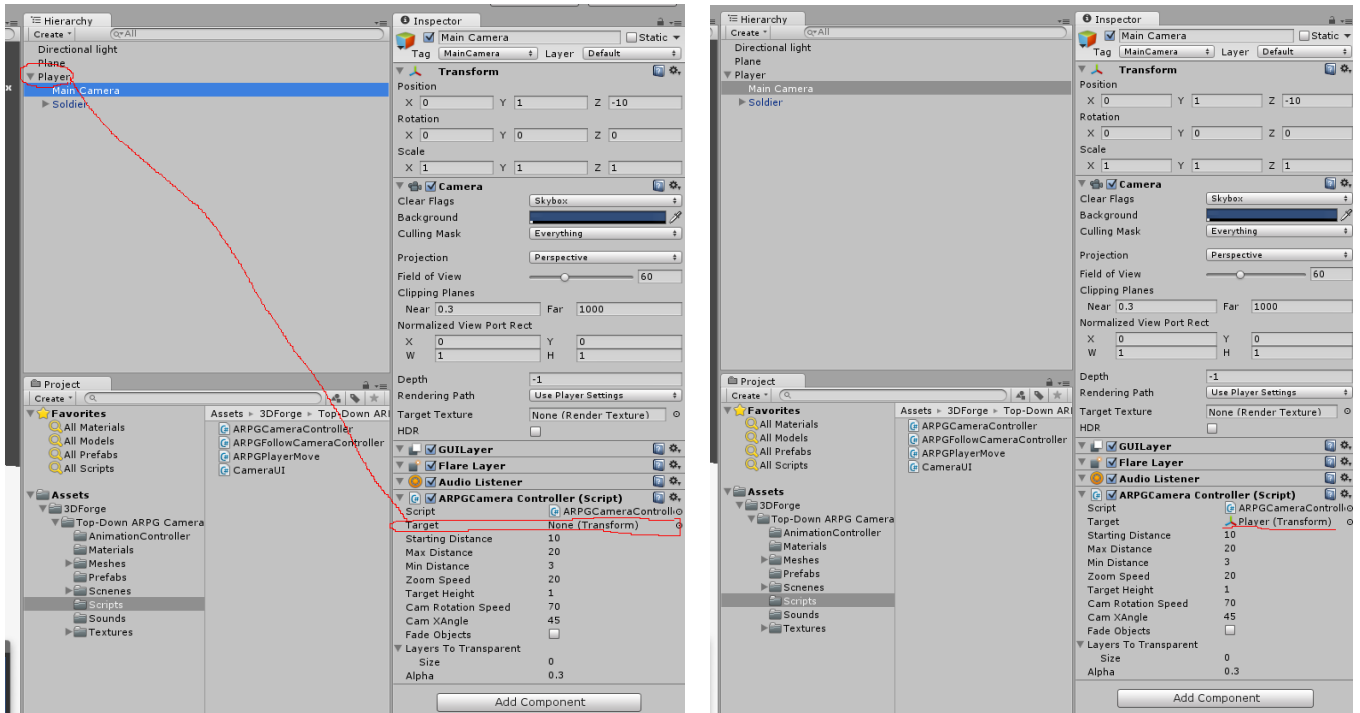 Hierarchy
Create
All
Directional light
Plane
Player
Main Camera
Soldier
Project
Create
Favorites
All Materials
All Models
All Prefabs
All Scripts
Assets
3DForge
Top-Down ARPG Camera
AnimationController
Materials
Meshes
Prefabs
Scnenes
Scripts
Sounds
Textures
Assets 3DForge Top-Down ARI
ARPGCameraController
ARPGFollowCameraController
ARPGPlayerMove
CameraUI
Inspector
Main Camera Static
Tag MainCamera Layer Default
Transform
Position
X 0 Y 1 Z -10
Rotation
X 0 Y 0 Z 0
Scale
X 1 Y 1 Z 1
Camera
Clear Flags Skybox
Background
Culling Mask Everything
Projection Perspective
Field of View 60
Clipping Planes
Near 0.3 Far 1000
Normalized View Port Rect
X 0 Y 0
W 1 H 1
Depth -1
Rendering Path Use Player Settings
Target Texture None (Render Texture)
HDR
GUILayer
Flare Layer
Audio Listener
ARPGCamera Controller (Script)
Script ARPGCameraControlle
Target None (Transform)
Starting Distance 10
Max Distance 20
Min Distance 3
Zoom Speed 20
Target Height 1
Cam Rotation Speed 70
Cam XAngle 45
Fade Objects
Layers To Transparent
Size 0
Alpha 0.3
Add Component
Hierarchy
Create
All
Directional light
Plane
Player
Main Camera
Soldier
Project
Create
Favorites
All Materials
All Models
All Prefabs
All Scripts
Assets
3DForge
Top-Down ARPG Camera
AnimationController
Materials
Meshes
Prefabs
Scnenes
Scripts
Sounds
Textures
Assets 3DForge Top-Down ARI
ARPGCameraController
ARPGFollowCameraController
ARPGPlayerMove
CameraUI
Inspector
Main Camera Static
Tag MainCamera Layer Default
Transform
Position
X 0 Y 1 Z -10
Rotation
X 0 Y 0 Z 0
Scale
X 1 Y 1 Z 1
Camera
Clear Flags Skybox
Background
Culling Mask Everything
Projection Perspective
Field of View 60
Clipping Planes
Near 0.3 Far 1000
Normalized View Port Rect
X 0 Y 0
W 1 H 1
Depth -1
Rendering Path Use Player Settings
Target Texture None (Render Texture)
HDR
GUILayer
Flare Layer
Audio Listener
ARPGCamera Controller (Script)
Script ARPGCameraControlle
Target Player (Transform)
Starting Distance 10
Max Distance 20
Min Distance 3
Zoom Speed 20
Target Height 1
Cam Rotation Speed 70
Cam XAngle 45
Fade Objects
Layers To Transparent
Size 0
Alpha 0.3
Add Component